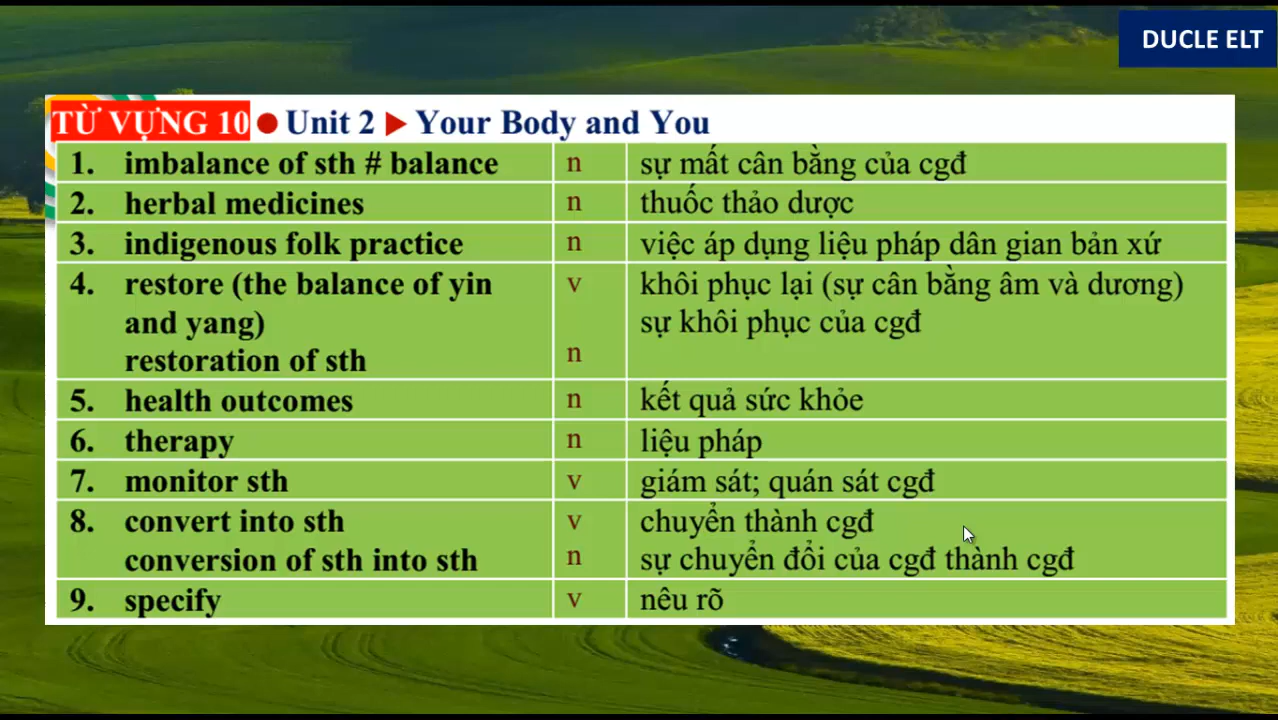 DUCLE ELT
TỪ VỰNG 10 ● Unit 2 ▶ Your Body and You
1. imbalance of sth # balance n sự mất cân bằng của cgđ
2. herbal medicines n thuốc thảo dược
3. indigenous folk practice n việc áp dụng liệu pháp dân gian bản xứ
4. restore (the balance of yin v khôi phục lại (sự cân bằng âm và dương)
and yang) sự khôi phục của cgđ
restoration of sth n
5. health outcomes n kết quả sức khỏe
6. therapy n liệu pháp
7. monitor sth v giám sát; quán sát cgđ
8. convert into sth v chuyển thành cgđ
conversion of sth into sth n sự chuyển đổi của cgđ thành cgđ
9. specify v nêu rõ